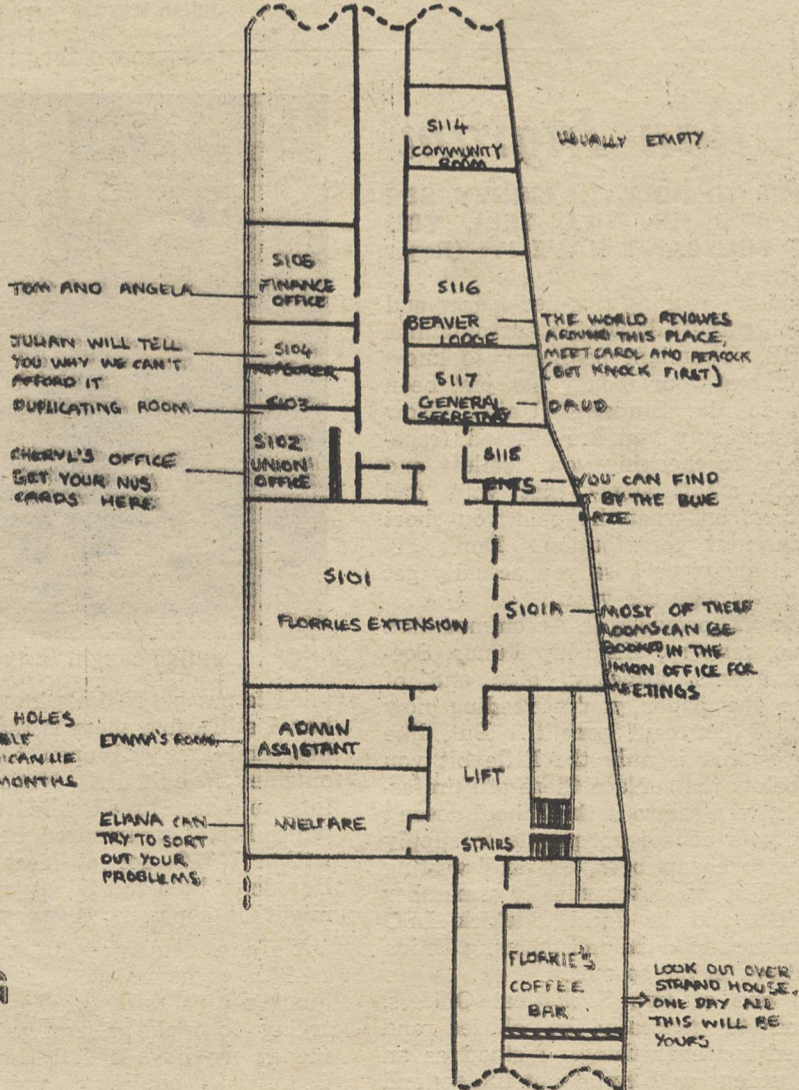 S114
COMMUNITY
ROOM
USUALLY EMPTY
S105
FINANCE
OFFICE
TOM AND ANGELA
S116
BEAVER
LODGE
THE WORLD REVOLVES
AROUND THIS PLACE,
MEET CAROL AND PEACOCK
(BUT KNOCK FIRST)
S104
TREASURER
JULIAN WILL TELL
YOU WHY WE CAN'T
AFFORD IT
S117
GENERAL
SECRETARY
DAUD
DUPLICATING ROOM
S103
S102
UNION
OFFICE
CHERYL'S OFFICE
GET YOUR NUS
CARDS HERE
S118
ENTS
YOU CAN FIND
BY THE BLUE
S101
FLORRIES EXTENSION
S101A
MOST OF THESE
ROOMS CAN BE
BOOKED IN THE
UNION OFFICE FOR
MEETINGS
HOLES
MONTHS
EMMA'S ROOM
ADMIN
ASSISTANT
LIFT
ELIANA CAN
TRY TO SORT
OUT YOUR
PROBLEMS
WELFARE
STAIRS
FLORRIE'S
COFFEE
BAR
LOOK OUT OVER
STRAND HOUSE.
ONE DAY ALL
THIS WILL BE
YOURS